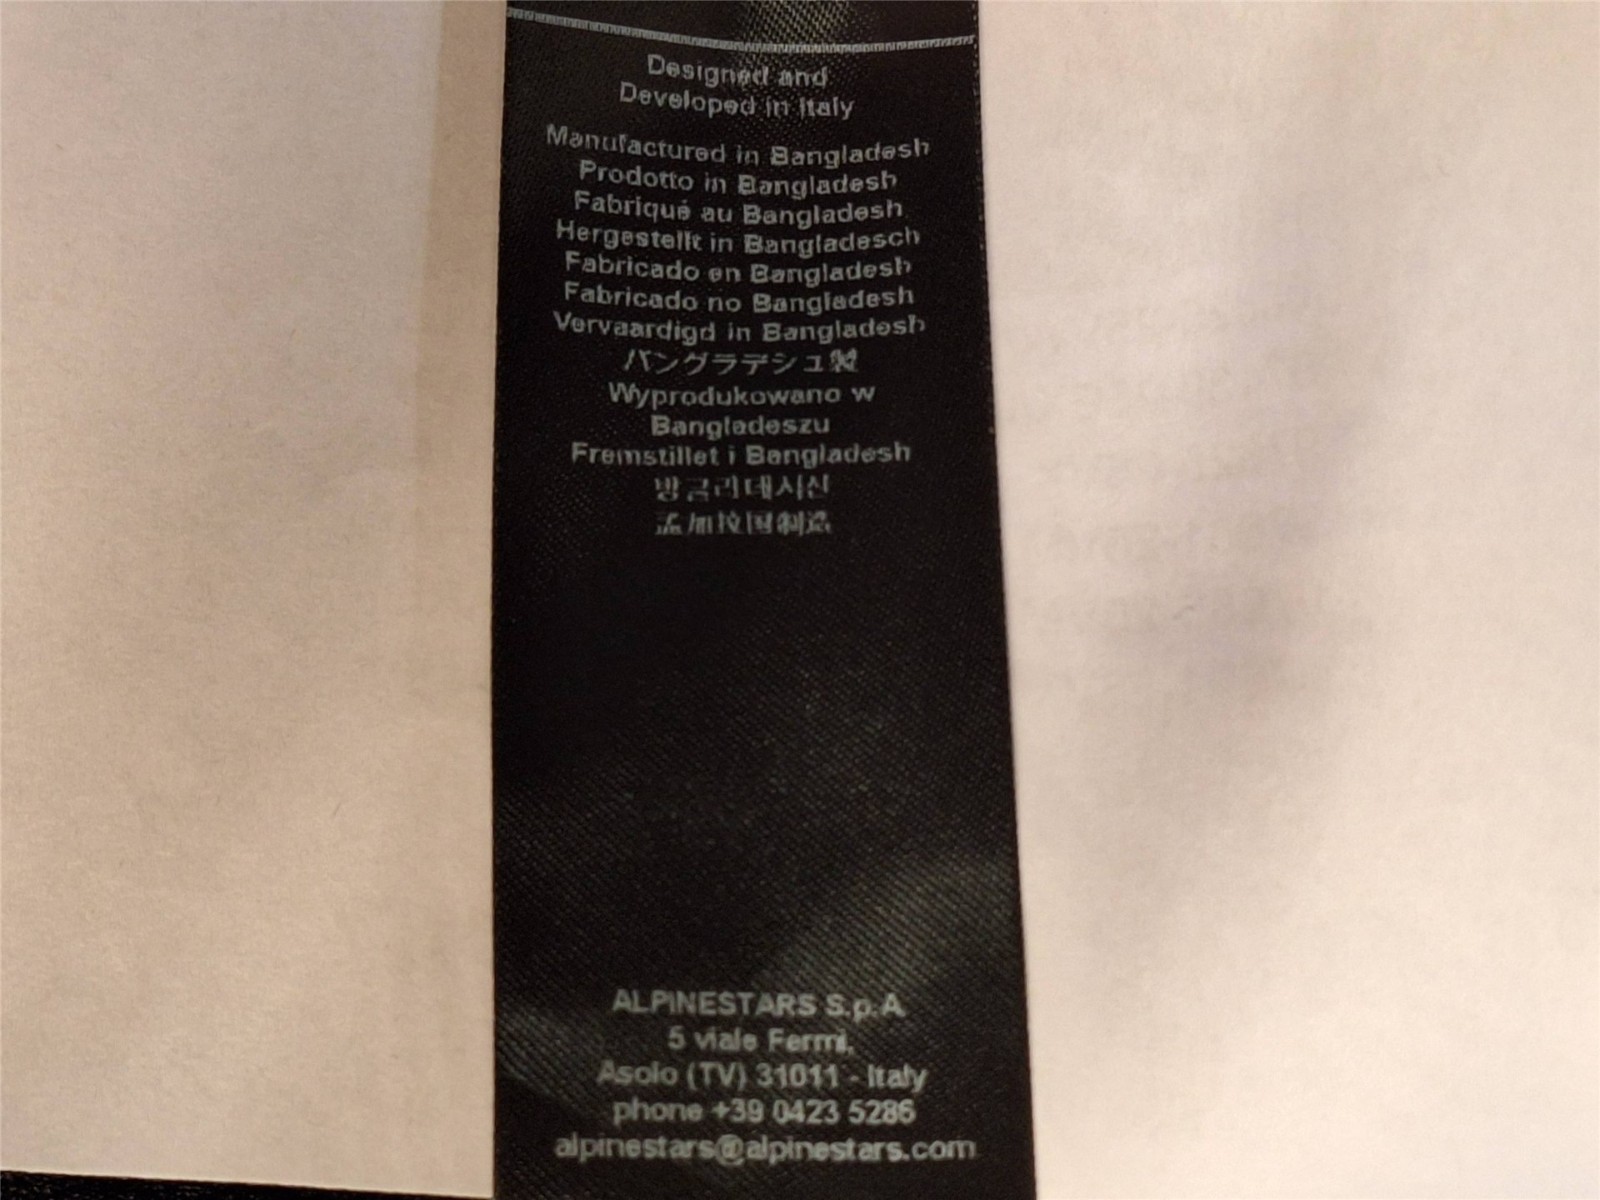 Designed and
Developed in Italy
Manufactured in Bangladesh
Prodotto in Bangladesh
Fabriqué au Bangladesh
Hergestellt in Bangladesch
Fabricado en Bangladesh
Fabricado no Bangladesh
Vervaardigd in Bangladesh
バングラデシュ製
Wyprodukowano w
Bangladeszu
Fremstillet i Bangladesh
방글라데시산
孟加拉国制造
ALPINESTARS S.p.A.
5 viale Fermi,
Asolo (TV) 31011 - Italy
phone +39 0423 5286
alpinestars@alpinestars.com